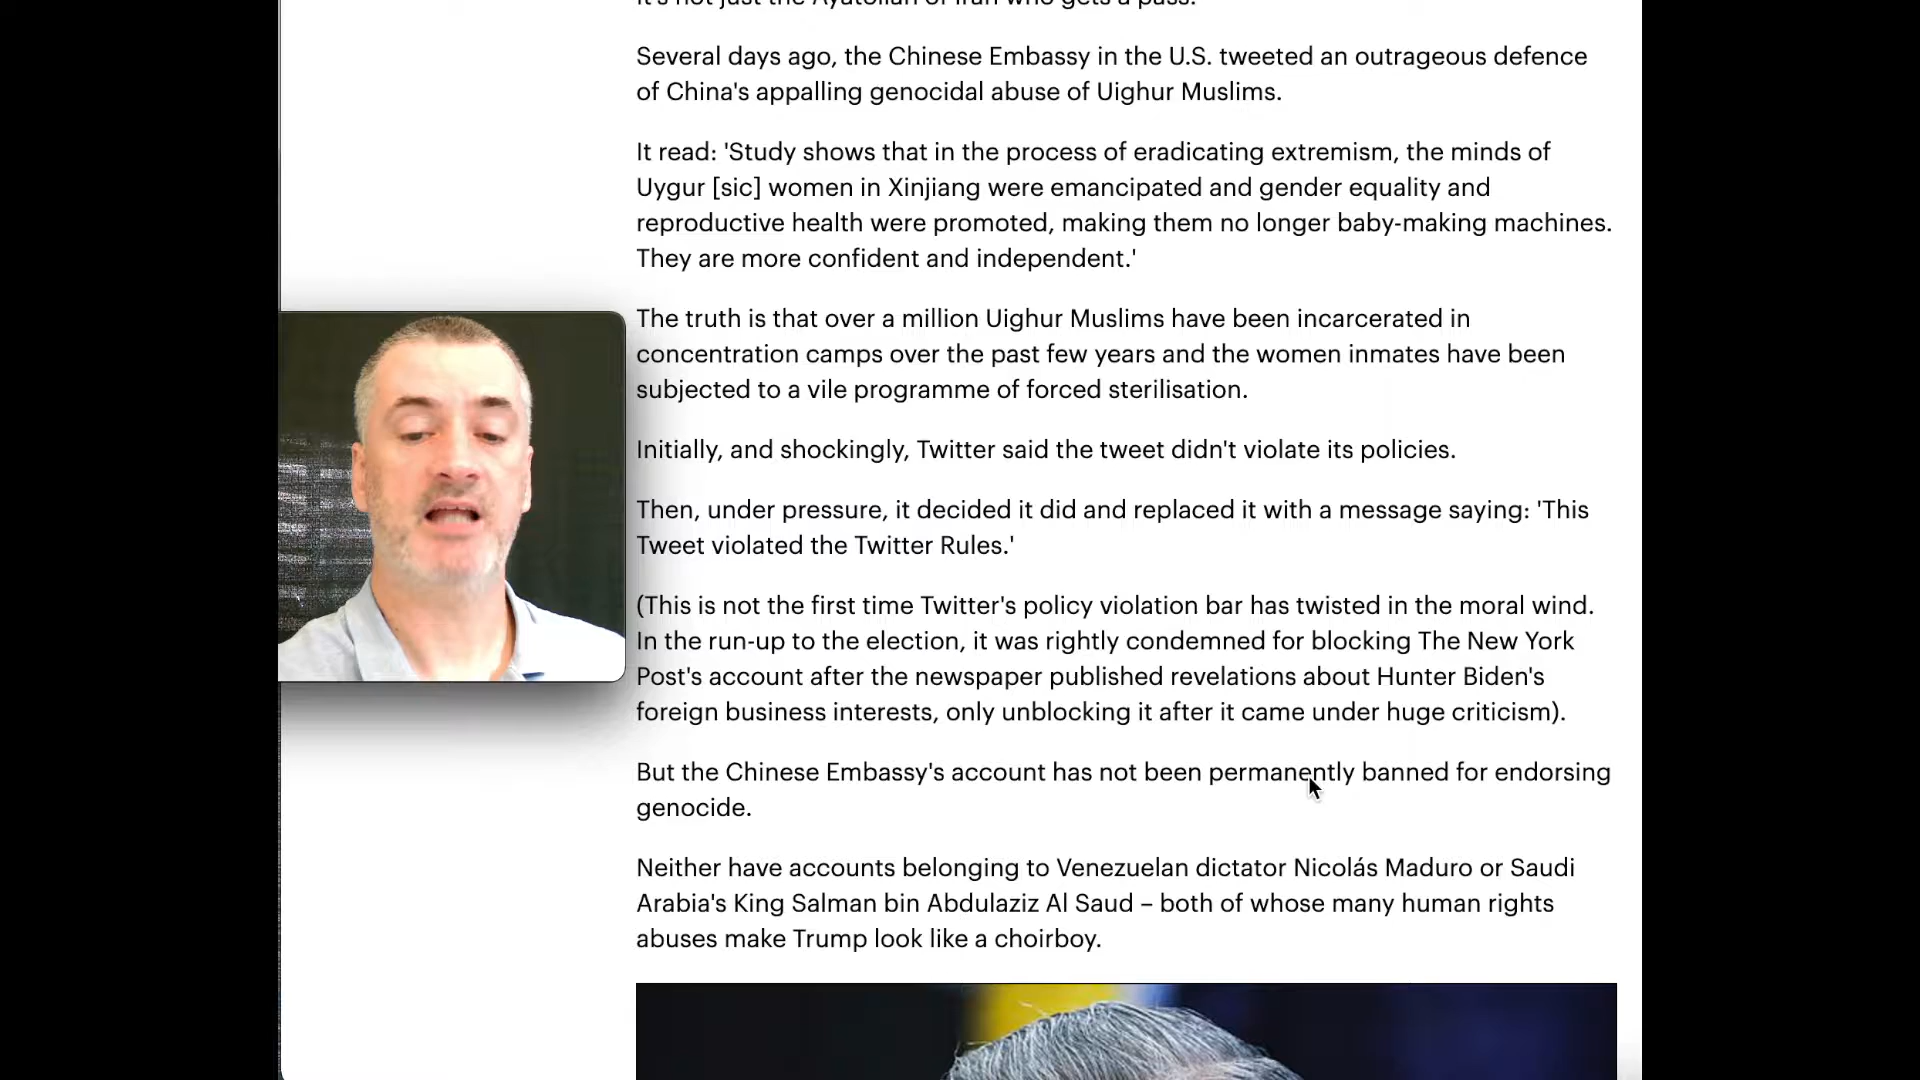 It's not just the Ayatollah of Iran who gets a pass.
Several days ago, the Chinese Embassy in the U.S. tweeted an outrageous defence
of China's appalling genocidal abuse of Uighur Muslims.
It read: 'Study shows that in the process of eradicating extremism, the minds of
Uygur [sic] women in Xinjiang were emancipated and gender equality and
reproductive health were promoted, making them no longer baby-making machines.
They are more confident and independent.'
The truth is that over a million Uighur Muslims have been incarcerated in
concentration camps over the past few years and the women inmates have been
subjected to a vile programme of forced sterilisation.
Initially, and shockingly, Twitter said the tweet didn't violate its policies.
Then, under pressure, it decided it did and replaced it with a message saying: 'This
Tweet violated the Twitter Rules.'
(This is not the first time Twitter's policy violation bar has twisted in the moral wind.
In the run-up to the election, it was rightly condemned for blocking The New York
Post's account after the newspaper published revelations about Hunter Biden's
foreign business interests, only unblocking it after it came under huge criticism).
But the Chinese Embassy's account has not been permanently banned for endorsing
genocide.
Neither have accounts belonging to Venezuelan dictator Nicolás Maduro or Saudi
Arabia's King Salman bin Abdulaziz Al Saud – both of whose many human rights
abuses make Trump look like a choirboy.